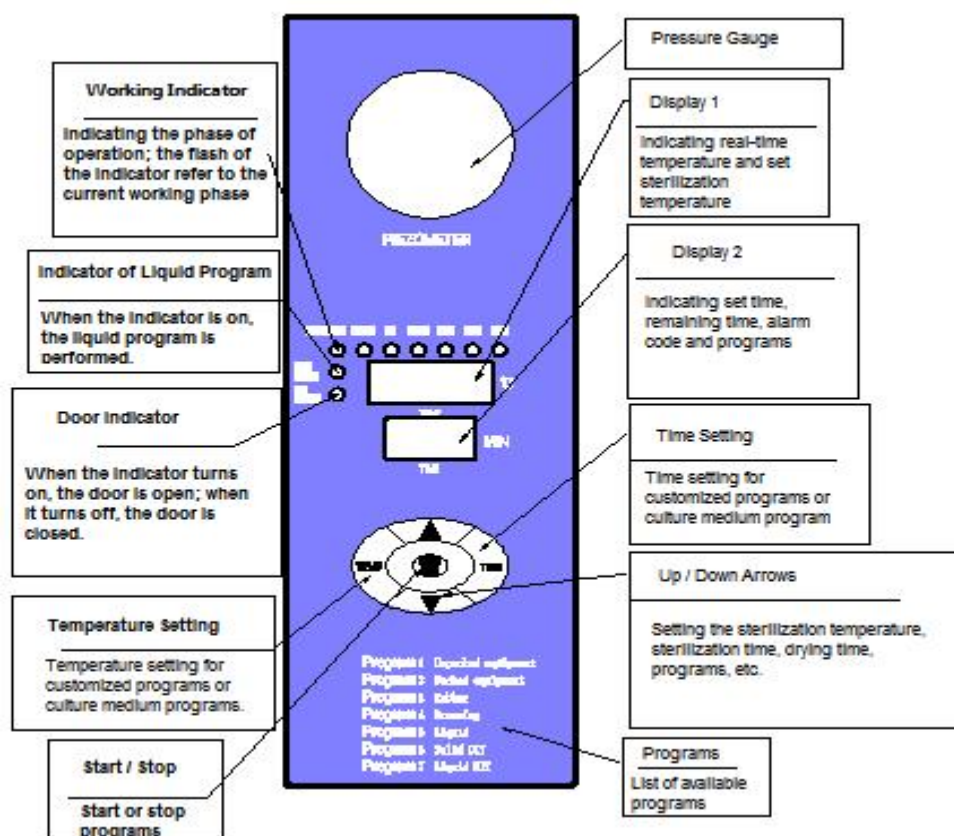 Pressure Gauge
Working Indicator
Indicating the phase of
operation; the flash of
the indicator refer to the
current working phase
Display 1
Indicating real-time
temperature and set
sterilization
temperature
PIEZOMETER
Indicator of Liquid Program
When the indicator is on,
the liquid program is
performed.
Display 2
Indicating set time,
remaining time, alarm
code and programs
MIN
Door Indicator
When the indicator turns
on, the door is open; when
it turns off, the door is
closed.
Time Setting
Time setting for
customized programs or
culture medium program
TEMP
TIME
Up / Down Arrows
Setting the sterilization temperature,
sterilization time, drying time,
programs, etc.
Temperature Setting
Temperature setting for
customized programs or
culture medium programs.
Program 1 equipment
Program 2 equipment
Program 3
Program 4
Program 5 Liquid
Program 6 Solid
Program 7 Liquid
Start / Stop
Start or stop
programs
Programs
List of available
programs